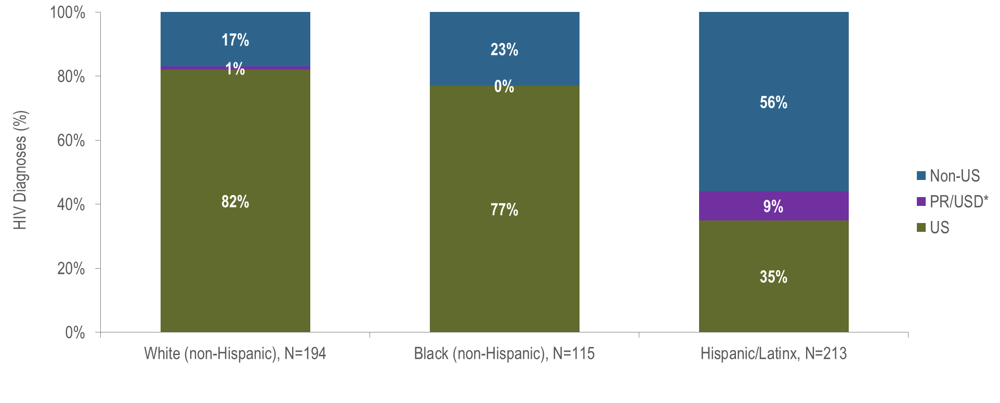 100%
80%
60%
40%
20%
0%
HIV Diagnoses (%)
17%
1%
82%
23%
0%
77%
56%
9%
35%
White (non-Hispanic), N=194
Black (non-Hispanic), N=115
Hispanic/Latinx, N=213
Non-US
PR/USD*
US